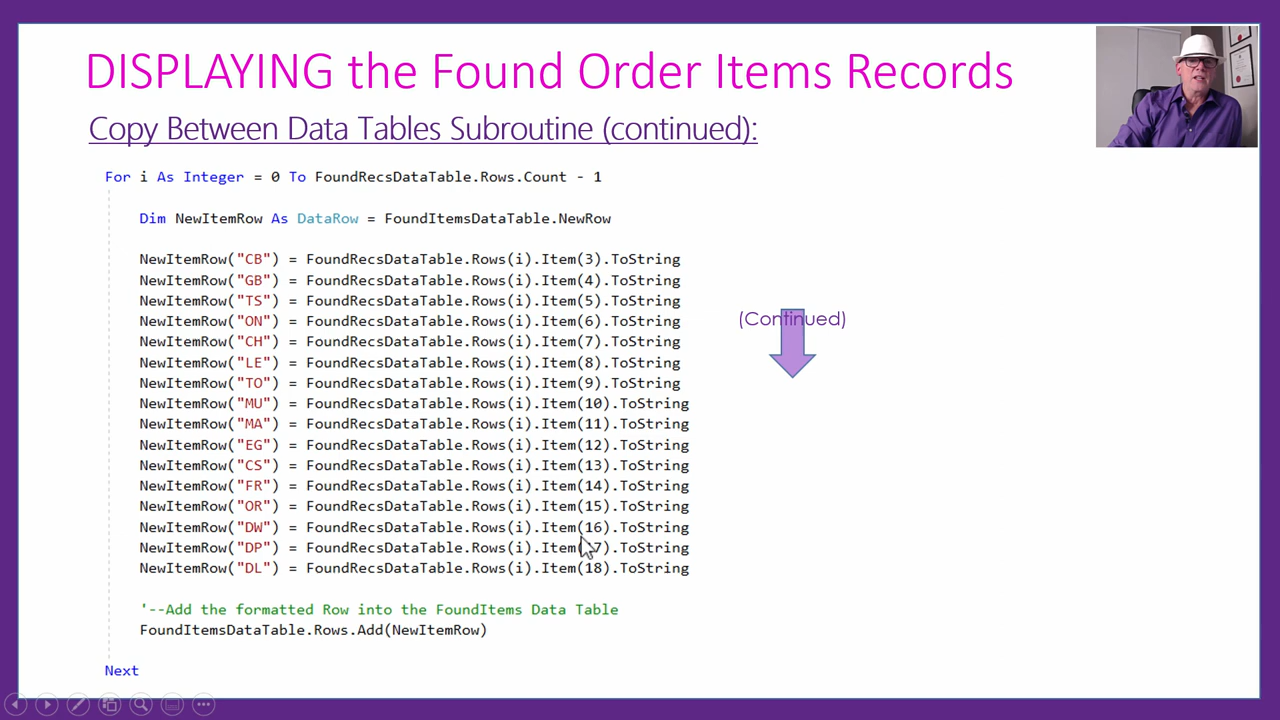 DISPLAYING the Found Order Items Records
Copy Between Data Tables Subroutine (continued):
For i As Integer = 0 To FoundRecsDataTable.Rows.Count - 1
Dim NewItemRow As DataRow = FoundItemsDataTable.NewRow
NewItemRow("CB") = FoundRecsDataTable.Rows(i).Item(3).ToString
NewItemRow("GB") = FoundRecsDataTable.Rows(i).Item(4).ToString
NewItemRow("TS") = FoundRecsDataTable.Rows(i).Item(5).ToString
NewItemRow("ON") = FoundRecsDataTable.Rows(i).Item(6).ToString
NewItemRow("CH") = FoundRecsDataTable.Rows(i).Item(7).ToString
NewItemRow("LE") = FoundRecsDataTable.Rows(i).Item(8).ToString
NewItemRow("TO") = FoundRecsDataTable.Rows(i).Item(9).ToString
NewItemRow("MU") = FoundRecsDataTable.Rows(i).Item(10).ToString
NewItemRow("MA") = FoundRecsDataTable.Rows(i).Item(11).ToString
NewItemRow("EG") = FoundRecsDataTable.Rows(i).Item(12).ToString
NewItemRow("CS") = FoundRecsDataTable.Rows(i).Item(13).ToString
NewItemRow("FR") = FoundRecsDataTable.Rows(i).Item(14).ToString
NewItemRow("OR") = FoundRecsDataTable.Rows(i).Item(15).ToString
NewItemRow("DW") = FoundRecsDataTable.Rows(i).Item(16).ToString
NewItemRow("DP") = FoundRecsDataTable.Rows(i).Item(17).ToString
NewItemRow("DL") = FoundRecsDataTable.Rows(i).Item(18).ToString
'--Add the formatted Row into the FoundItems Data Table
FoundItemsDataTable.Rows.Add(NewItemRow)
Next
(Continued)